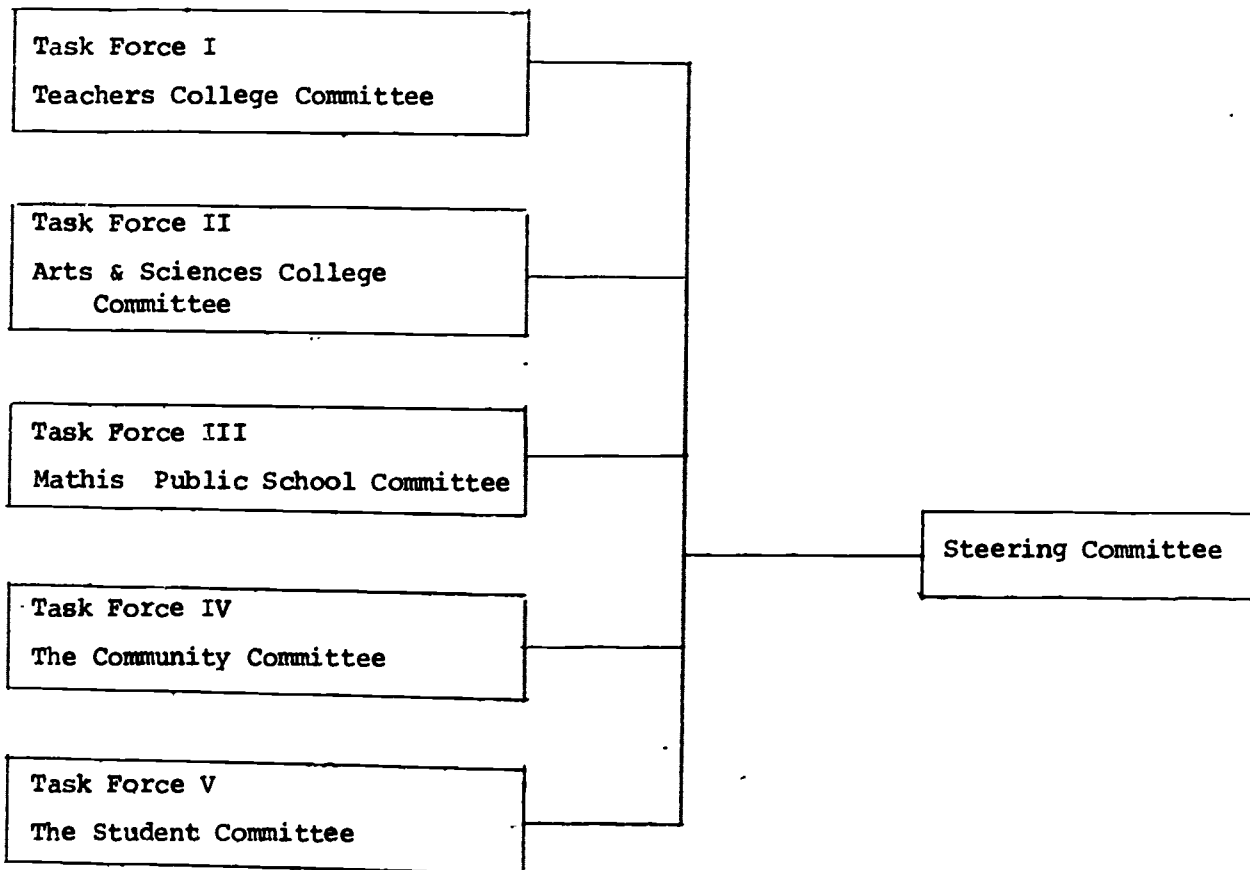 Task Force I
Teachers College Committee
Task Force II
Arts & Sciences College
Committee
Task Force III
Mathis Public School Committee
Task Force IV
The Community Committee
Task Force V
The Student Committee
Steering Committee